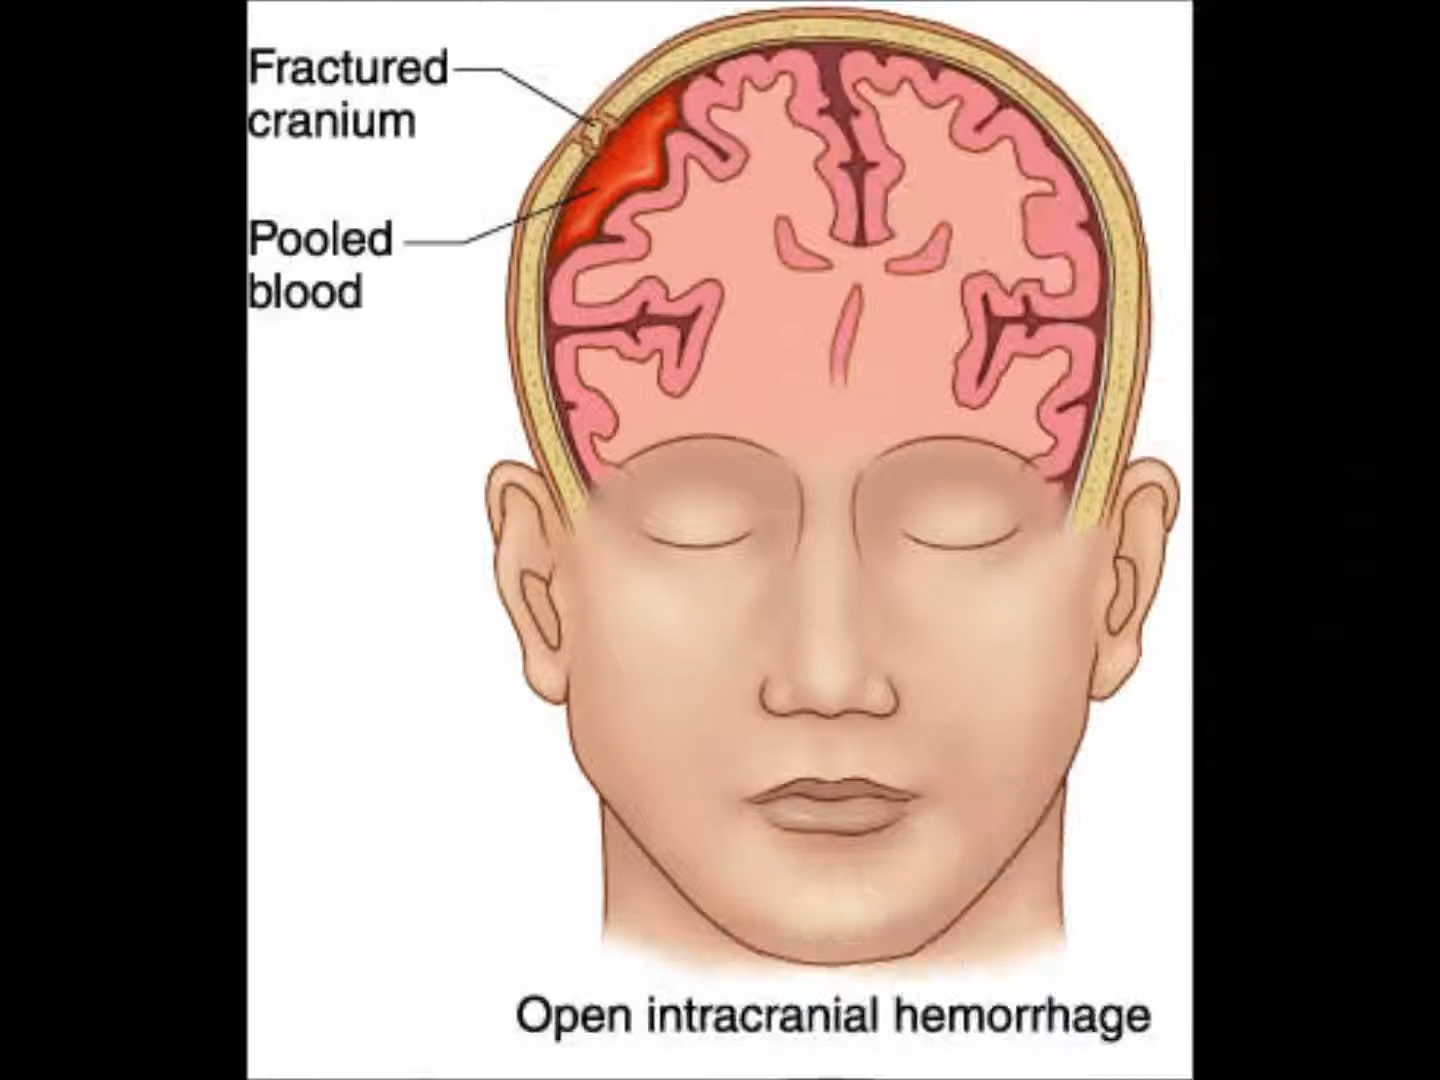 Fractured
cranium
Pooled
blood
Open intracranial hemorrhage